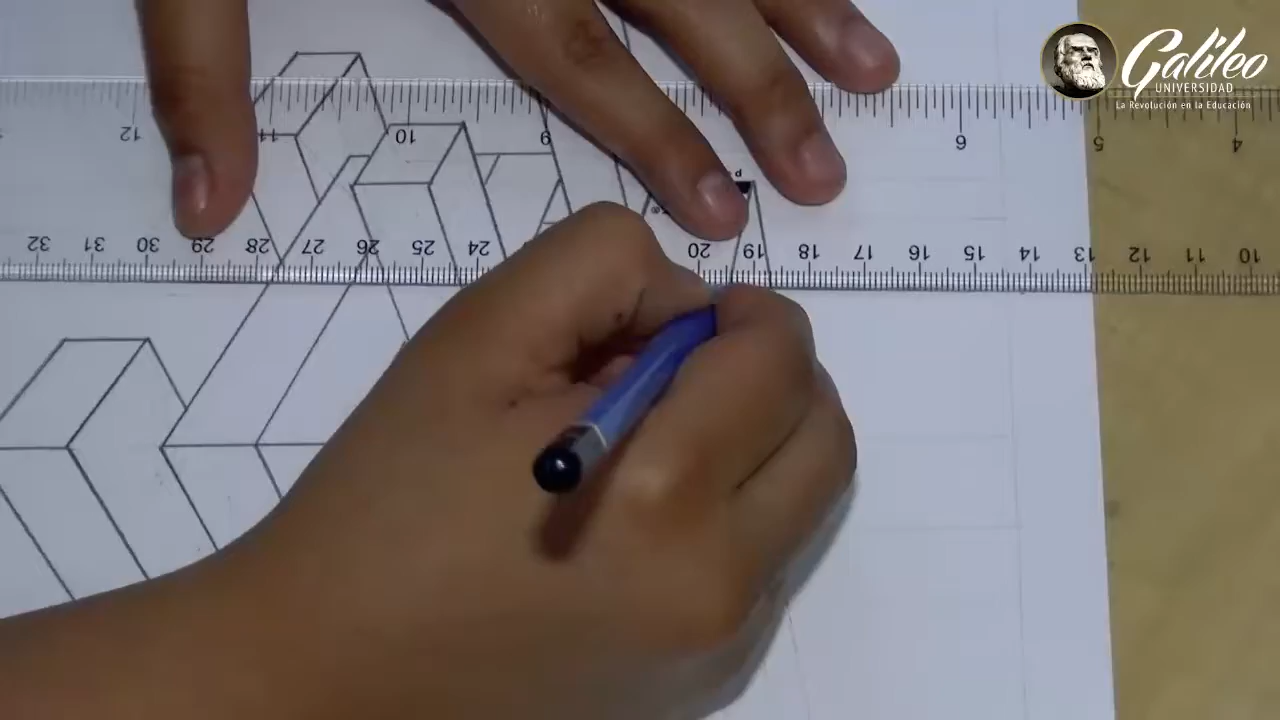 Galileo
UNIVERSIDAD
La Revolución en la Educación
12 11 10 9 6 5 4
32 31 30 29 28 27 26 25 24 20 19 18 17 16 15 14 13 12 11 10